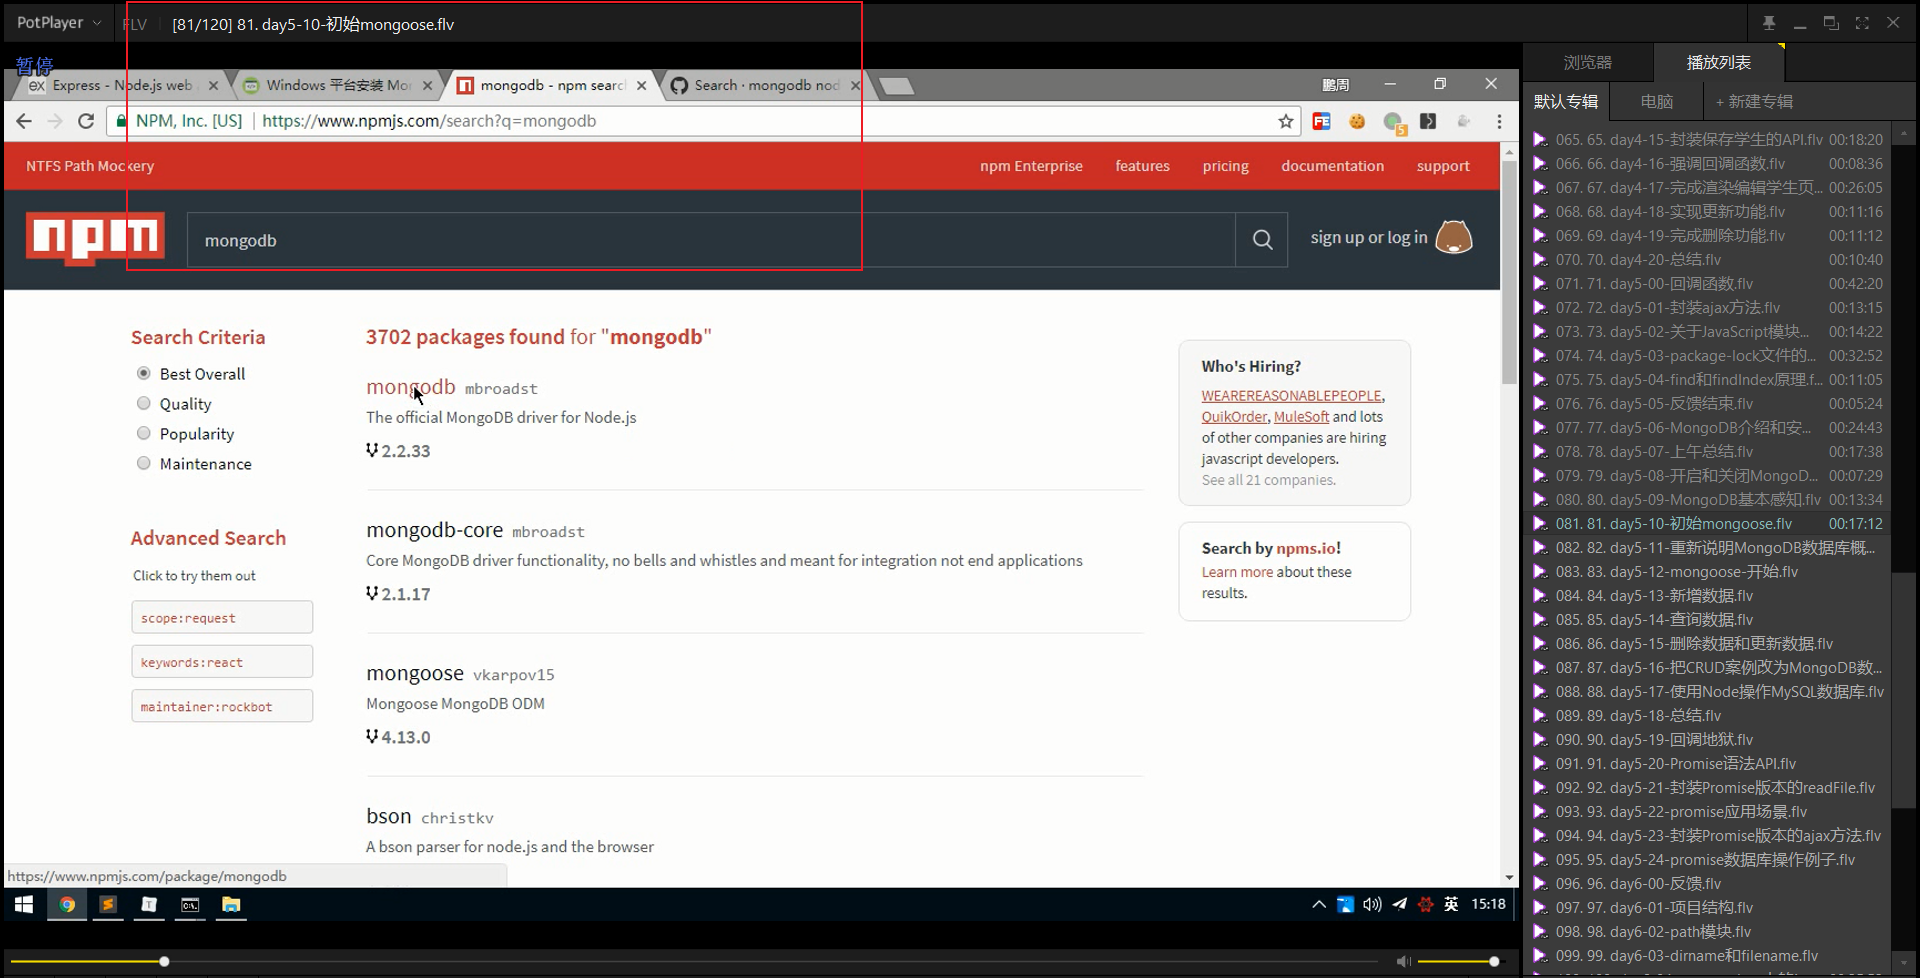 PotPlayer
FLV
[81/120] 81. day5-10-初始mongoose.flv
暂停
Express - Node.js web
Windows 平台安装 Mo
mongodb - npm searc
Search · mongodb nod
鹏周
NPM, Inc. [US]
https://www.npmjs.com/search?q=mongodb
FE
5
NTFS Path Mockery
npm Enterprise
features
pricing
documentation
support
npm
mongodb
sign up or log in
Search Criteria
Best Overall
Quality
Popularity
Maintenance
Advanced Search
Click to try them out
scope:request
keywords:react
maintainer:rockbot
3702 packages found for "mongodb"
mongodb mbroadst
The official MongoDB driver for Node.js
2.2.33
mongodb-core mbroadst
Core MongoDB driver functionality, no bells and whistles and meant for integration not end applications
2.1.17
mongoose vkarpov15
Mongoose MongoDB ODM
4.13.0
bson christkv
A bson parser for node.js and the browser
Who's Hiring?
WEAREREASONABLEPEOPLE,
QuikOrder, MuleSoft and lots
of other companies are hiring
javascript developers.
See all 21 companies.
Search by npms.io!
Learn more about these
results.
https://www.npmjs.com/package/mongodb
英
15:18
浏览器
播放列表
默认专辑
电脑
+ 新建专辑
065. 65. day4-15-封装保存学生的API.flv 00:18:20
066. 66. day4-16-强调回调函数.flv 00:08:36
067. 67. day4-17-完成渲染编辑学生页... 00:26:05
068. 68. day4-18-实现更新功能.flv 00:11:16
069. 69. day4-19-完成删除功能.flv 00:11:12
070. 70. day4-20-总结.flv 00:10:40
071. 71. day5-00-回调函数.flv 00:42:20
072. 72. day5-01-封装ajax方法.flv 00:13:15
073. 73. day5-02-关于JavaScript模块... 00:14:22
074. 74. day5-03-package-lock文件的... 00:32:52
075. 75. day5-04-find和findIndex原理.f... 00:11:05
076. 76. day5-05-反馈结束.flv 00:05:24
077. 77. day5-06-MongoDB介绍和安... 00:24:43
078. 78. day5-07-上午总结.flv 00:17:38
079. 79. day5-08-开启和关闭MongoD... 00:07:29
080. 80. day5-09-MongoDB基本感知.flv 00:13:34
081. 81. day5-10-初始mongoose.flv 00:17:12
082. 82. day5-11-重新说明MongoDB数据库概...
083. 83. day5-12-mongoose-开始.flv
084. 84. day5-13-新增数据.flv
085. 85. day5-14-查询数据.flv
086. 86. day5-15-删除数据和更新数据.flv
087. 87. day5-16-把CRUD案例改为MongoDB数...
088. 88. day5-17-使用Node操作MySQL数据库.flv
089. 89. day5-18-总结.flv
090. 90. day5-19-回调地狱.flv
091. 91. day5-20-Promise语法API.flv
092. 92. day5-21-封装Promise版本的readFile.flv
093. 93. day5-22-promise应用场景.flv
094. 94. day5-23-封装Promise版本的ajax方法.flv
095. 95. day5-24-promise数据库操作例子.flv
096. 96. day6-00-反馈.flv
097. 97. day6-01-项目结构.flv
098. 98. day6-02-path模块.flv
099. 99. day6-03-dirname和filename.flv